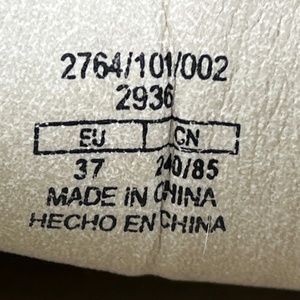 2764/101/002
2936
EU CN
37 240/85
MADE IN CHINA
HECHO EN CHINA